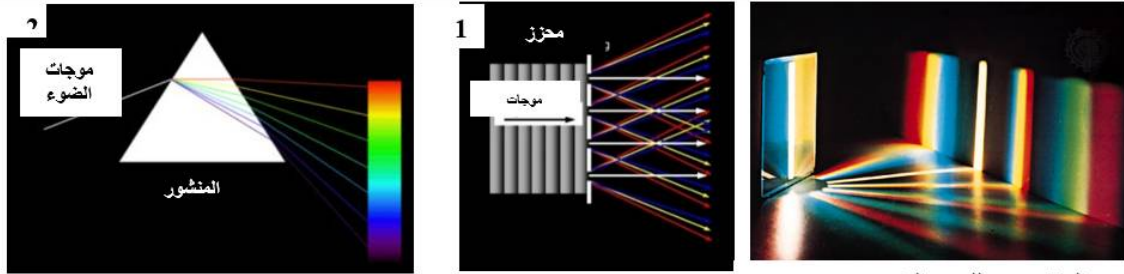 2
موجات
الضوء
المنشور
1
محزز
موجات